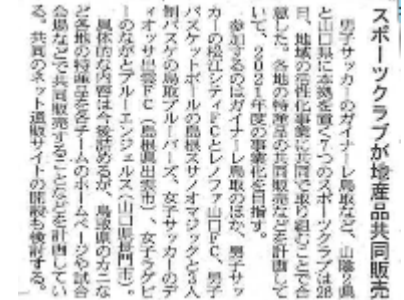 スポーツクラブが地産品共同販売
男子サッカーのガイナーレ鳥取など、山陰の鳥
と山口県に本拠を置く7つのスポーツクラブは28
日、地域の活性化事業に共同で取り組むことで合
意した。各地の特産品の共同販売などを計画して
いて、2021年度の事業化を目指す。
参加するのはガイナーレ鳥取のほか、男子サッ
カーの松江シティFCとレノファ山口FC、男子
バスケットボールの島根スサノオマジックと3人
制バスケの鳥取ブルーバーズ、女子サッカーのデ
ィオッサ出雲FC(島根県出雲市)、女子ラグビ
ーのながとブルーエンジェルス(山口県長門市)。
具体的な内容は今後詰めるが、鳥取県のカニな
ど各地の特産品を各チームのホームページや試合
会場などで共同販売することなどを計画してい
る。共同のネット通販サイトの開設も検討する。